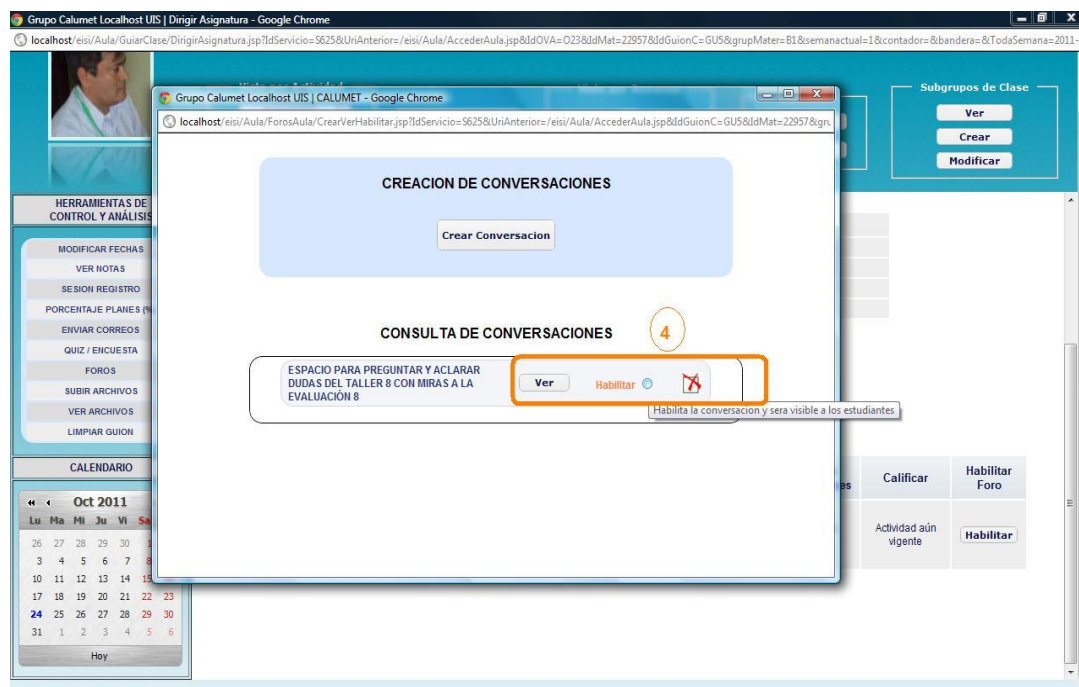 Grupo Calumet Localhost UIS | Dirigir Asignatura - Google Chrome
localhost/eisi/Aula/GuiarClase/DirigirAsignatura.jsp?IdServicio=S625&UriAnterior=/eisi/Aula/AccederAula.jsp&IdOVA=O23&IdMat=22957&IdGuionC=GU5&grupMater=B1&semanactual=1&contador=&bandera=&TodaSemana=2011-
Subgrupos de Clase
Ver
Crear
Modificar
Grupo Calumet Localhost UIS | CALUMET - Google Chrome
localhost/eisi/Aula/ForosAula/CrearVerHabilitar.jsp?IdServicio=S625&UriAnterior=/eisi/Aula/AccederAula.jsp&IdGuionC=GU5&IdMat=22957&gru
CREACION DE CONVERSACIONES
Crear Conversacion
CONSULTA DE CONVERSACIONES
4
ESPACIO PARA PREGUNTAR Y ACLARAR
DUDAS DEL TALLER 8 CON MIRAS A LA
EVALUACIÓN 8
Ver
Habilitar
Habilita la conversacion y sera visible a los estudiantes
HERRAMIENTAS DE
CONTROL Y ANÁLISIS
MODIFICAR FECHAS
VER NOTAS
SESION REGISTRO
PORCENTAJE PLANES (%
ENVIAR CORREOS
QUIZ / ENCUESTA
FOROS
SUBIR ARCHIVOS
VER ARCHIVOS
LIMPIAR GUION
CALENDARIO
Oct 2011
Lu Ma Mi Ju Vi Sa
26 27 28 29 30 1
3 4 5 6 7 8
10 11 12 13 14 15
17 18 19 20 21 22 23
24 25 26 27 28 29 30
31 1 2 3 4 5 6
Hoy
es
Calificar
Habilitar
Foro
Actividad aún
vigente
Habilitar